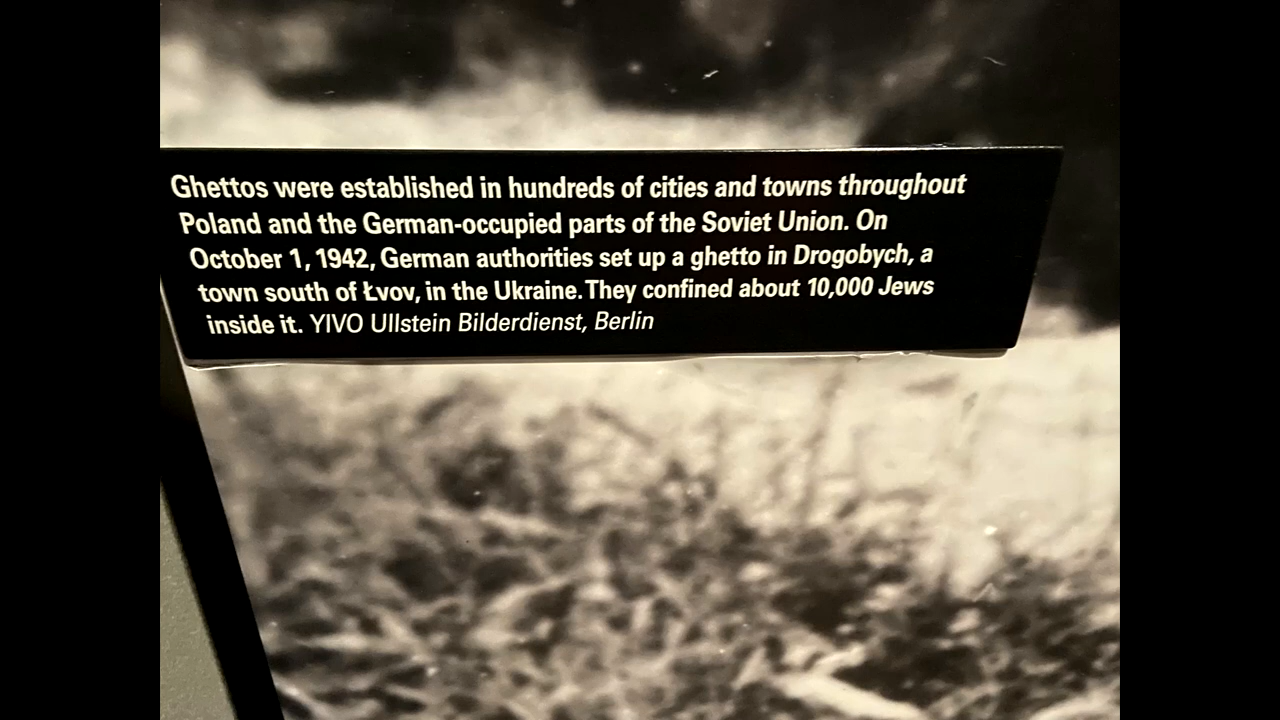 Ghettos were established in hundreds of cities and towns throughout
Poland and the German-occupied parts of the Soviet Union. On
October 1, 1942, German authorities set up a ghetto in Drogobych, a
town south of Łvov, in the Ukraine. They confined about 10,000 Jews
inside it. YIVO Ullstein Bilderdienst, Berlin